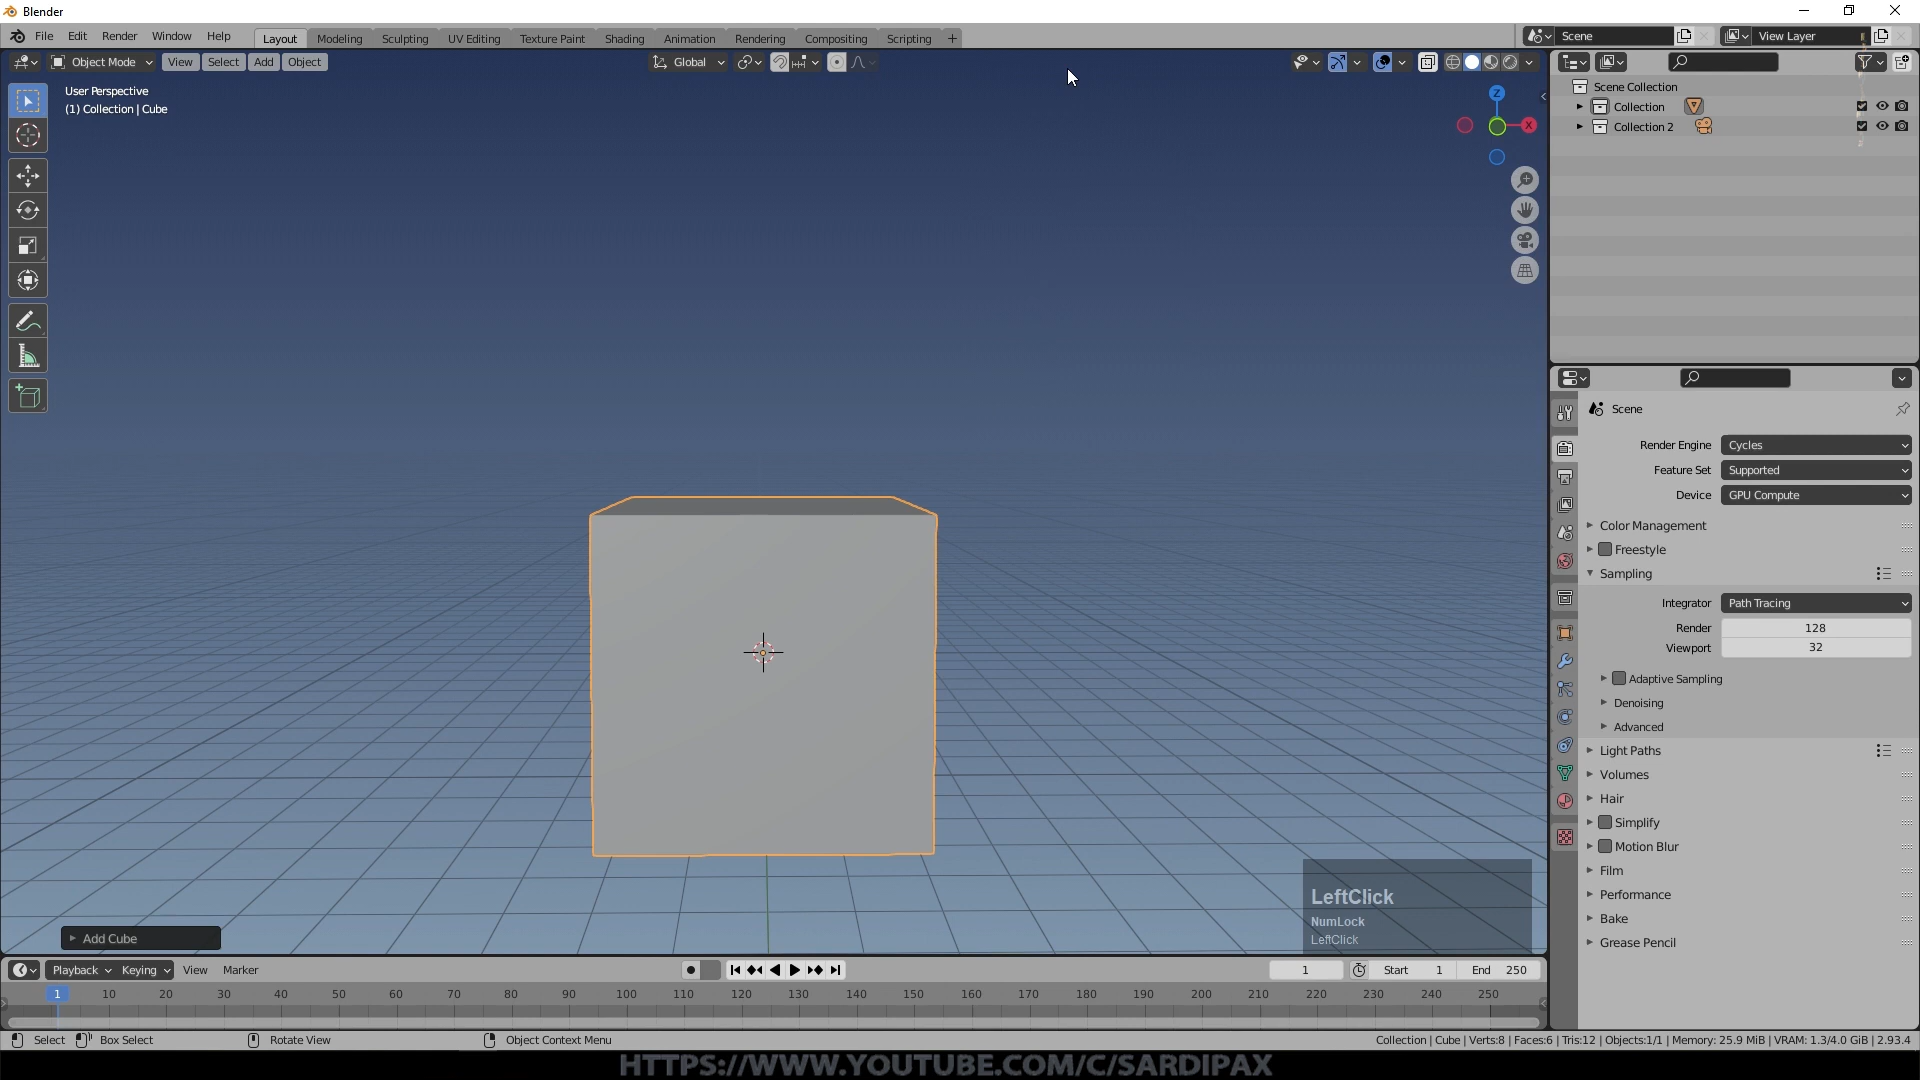 Blender
File Edit Render Window Help Layout Modeling Sculpting UV Editing Texture Paint Shading Animation Rendering Compositing Scripting + Scene View Layer
Object Mode View Select Add Object Global
User Perspective
(1) Collection | Cube
Z
X
Scene Collection
Collection
Collection 2
Scene
Render Engine Cycles
Feature Set Supported
Device GPU Compute
Color Management
Freestyle
Sampling
Integrator Path Tracing
Render 128
Viewport 32
Adaptive Sampling
Denoising
Advanced
Light Paths
Volumes
Hair
Simplify
Motion Blur
Film
Performance
Bake
Grease Pencil
LeftClick
NumLock
LeftClick
Add Cube
Playback Keying View Marker 1 Start 1 End 250
1 10 20 30 40 50 60 70 80 90 100 110 120 130 140 150 160 170 180 190 200 210 220 230 240 250
Select Box Select Rotate View Object Context Menu Collection | Cube | Verts:8 | Faces:6 | Tris:12 | Objects:1/1 | Memory: 25.9 MiB | VRAM: 1.3/4.0 GiB | 2.93.4
HTTPS://WWW.YOUTUBE.COM/C/SARDIPAX